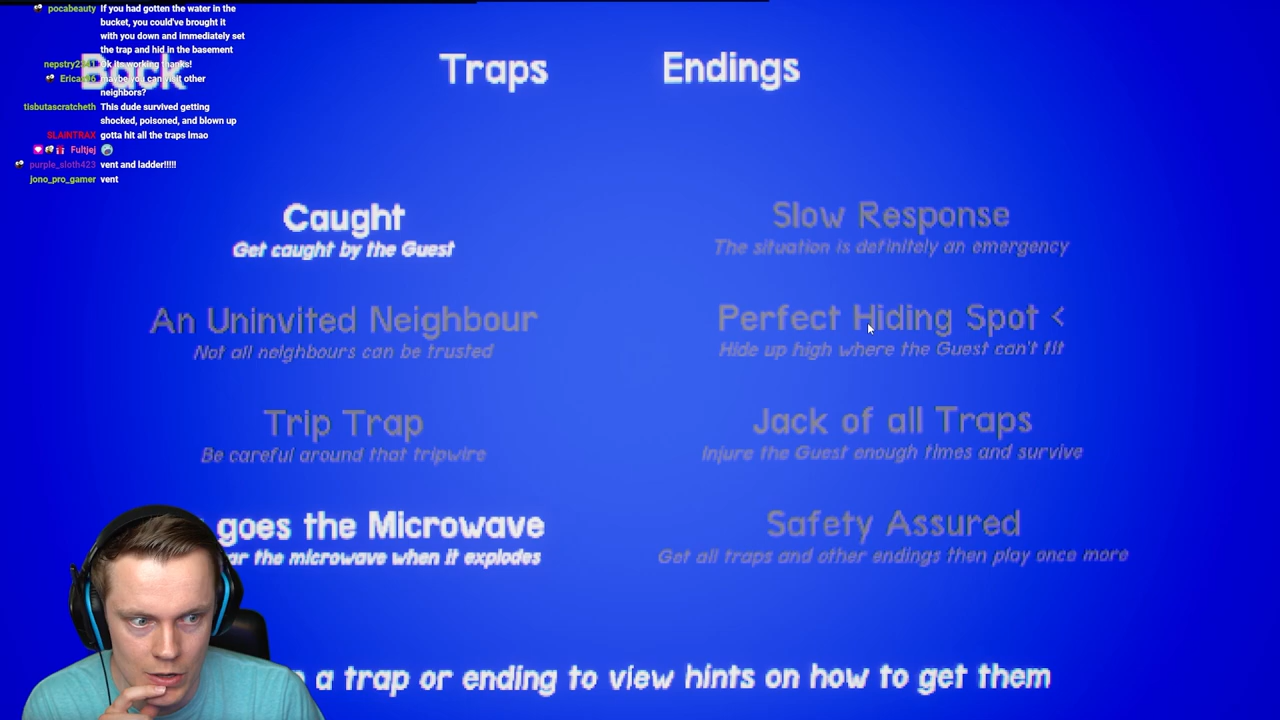 pocabeauty If you had gotten the water in the
bucket, you could've brought it
with you down and immediately set
the trap and hid in the basement
Ok its working thanks!
maybe you can visit other
neighbors?
tisbutascratcheth This dude survived getting
shocked, poisoned, and blown up
SLAINTRAX gotta hit all the traps lmao
Fultjej
purple_sloth423 vent and ladder!!!!!
jono_pro_gamer vent
Back
Traps
Endings
Caught
Get caught by the Guest
Slow Response
The situation is definitely an emergency
An Uninvited Neighbour
Not all neighbours can be trusted
Perfect Hiding Spot <
Hide up high where the Guest can't fit
Trip Trap
Be careful around that tripwire
Jack of all Traps
Injure the Guest enough times and survive
goes the Microwave
the microwave when it explodes
Safety Assured
Get all traps and other endings then play once more
a trap or ending to view hints on how to get them